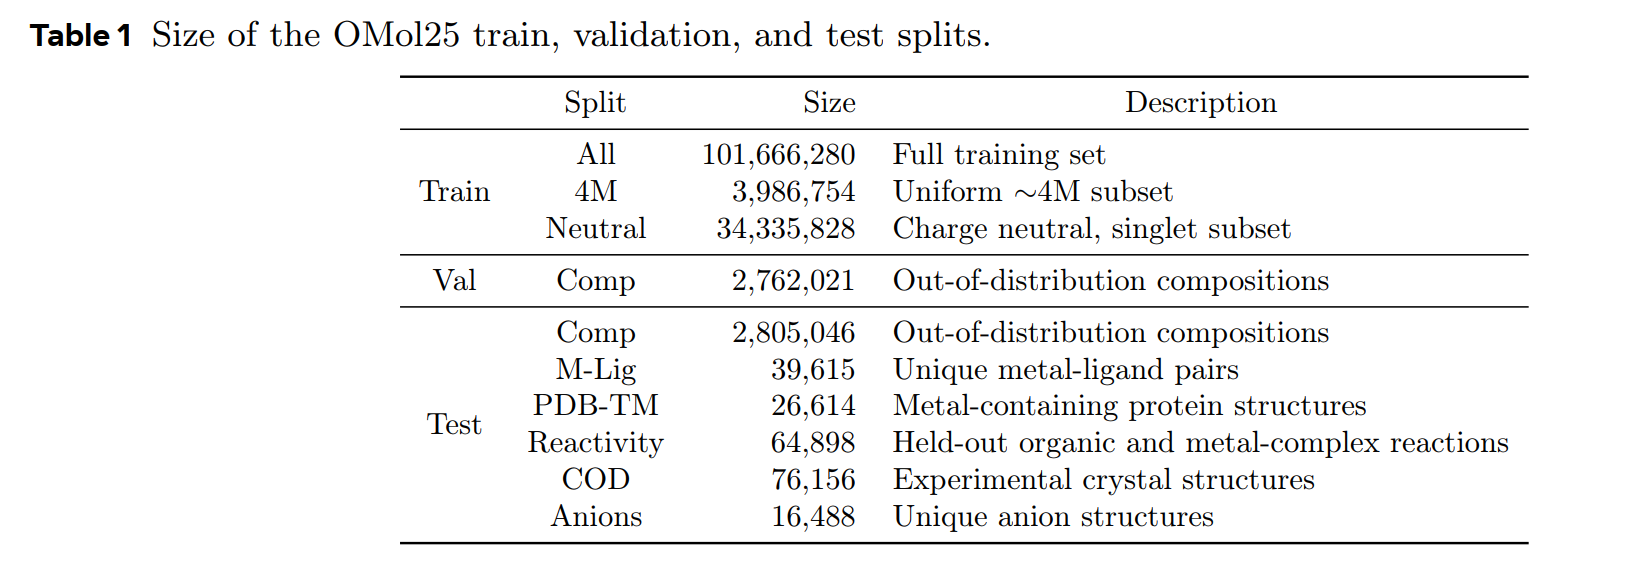 Table 1 Size of the OMol25 train, validation, and test splits.
Split Size Description
All 101,666,280 Full training set
Train 4M 3,986,754 Uniform ~4M subset
Neutral 34,335,828 Charge neutral, singlet subset
Val Comp 2,762,021 Out-of-distribution compositions
Comp 2,805,046 Out-of-distribution compositions
M-Lig 39,615 Unique metal-ligand pairs
PDB-TM 26,614 Metal-containing protein structures
Test
Reactivity 64,898 Held-out organic and metal-complex reactions
COD 76,156 Experimental crystal structures
Anions 16,488 Unique anion structures